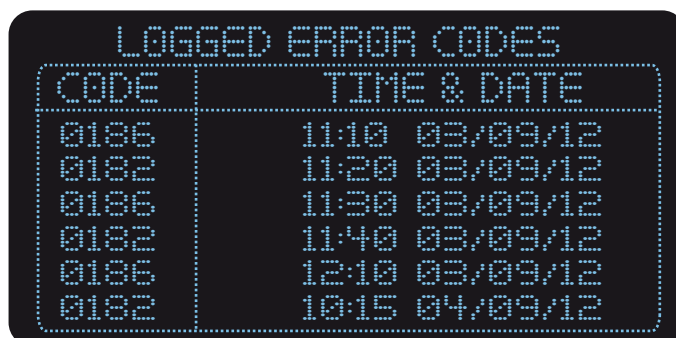 LOGGED ERROR CODES
CODE TIME & DATE
0186 11:10 03/09/12
0182 11:20 03/09/12
0186 11:30 03/09/12
0182 11:40 03/09/12
0186 12:10 03/09/12
0182 10:15 04/09/12